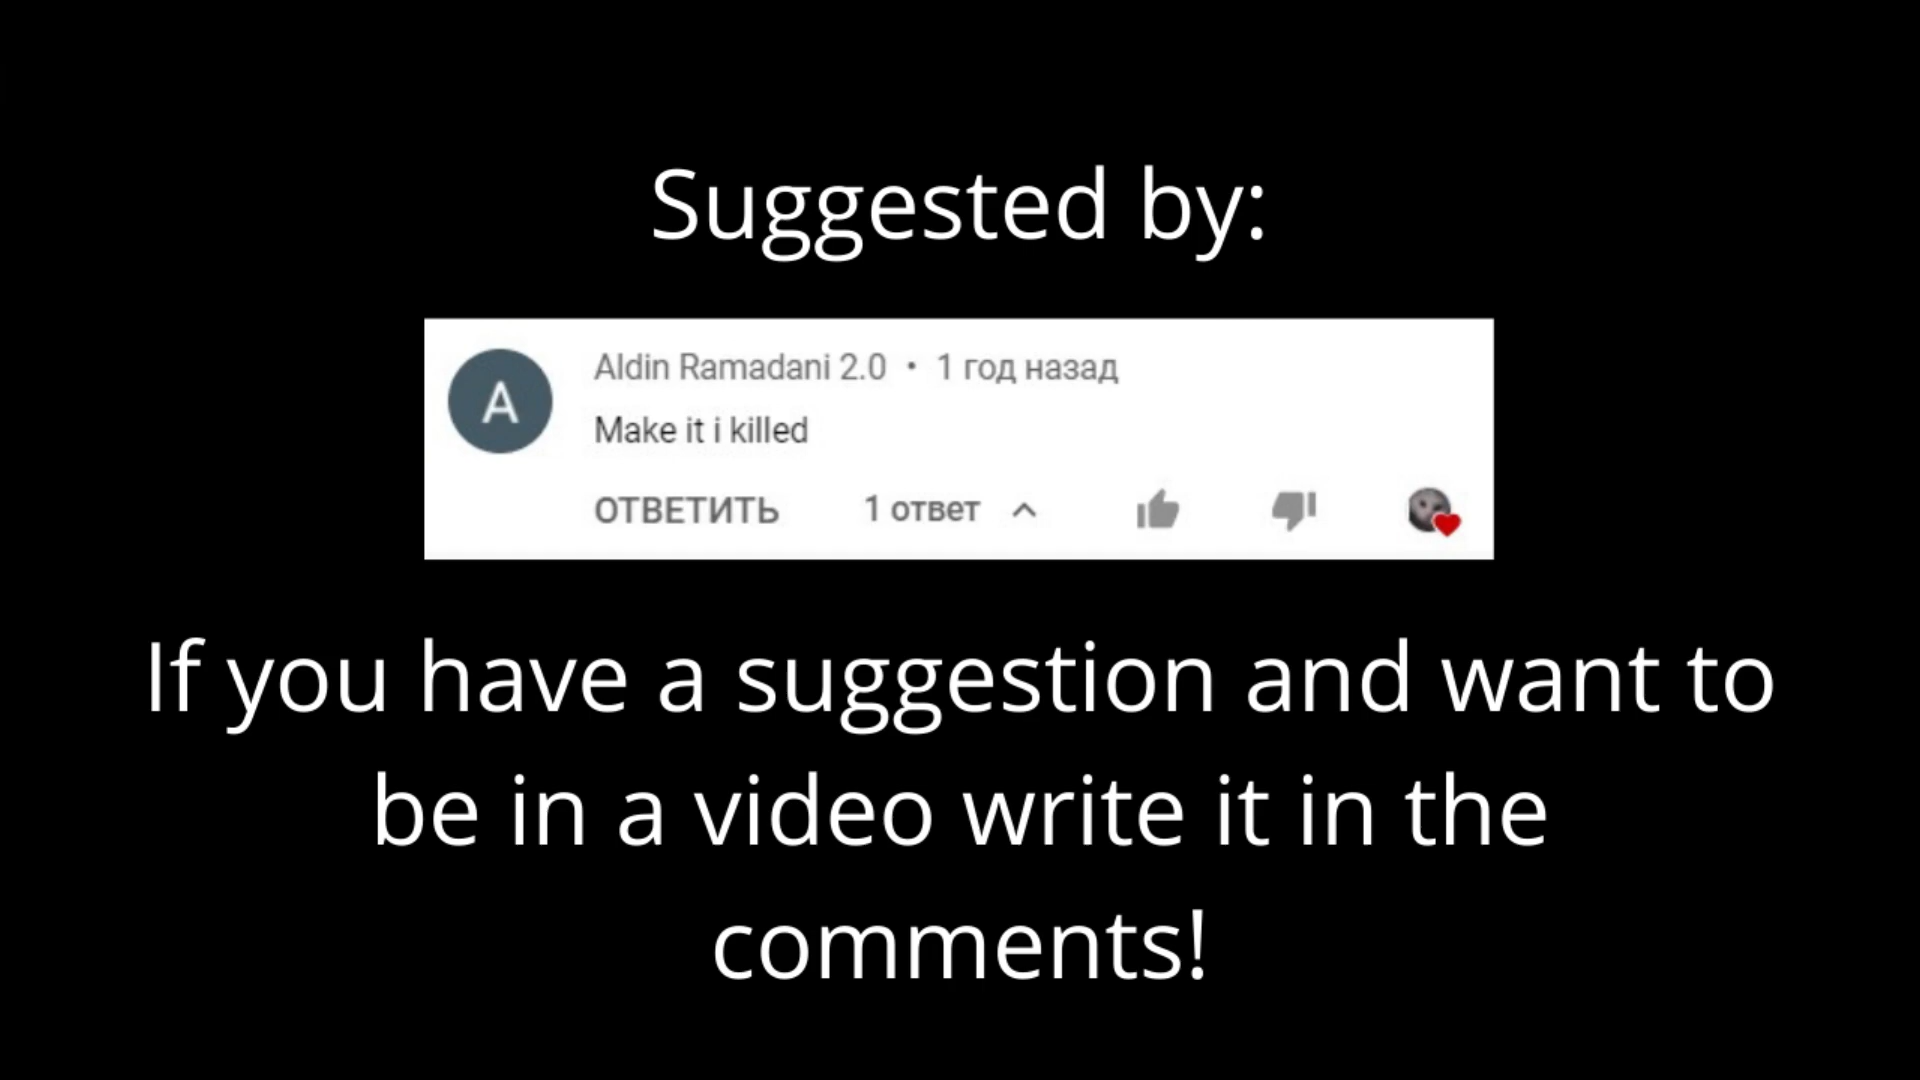 Suggested by:
A
Aldin Ramadani 2.0 • 1 год назад
Make it i killed
ОТВЕТИТЬ 1 ответ
If you have a suggestion and want to
be in a video write it in the
comments!